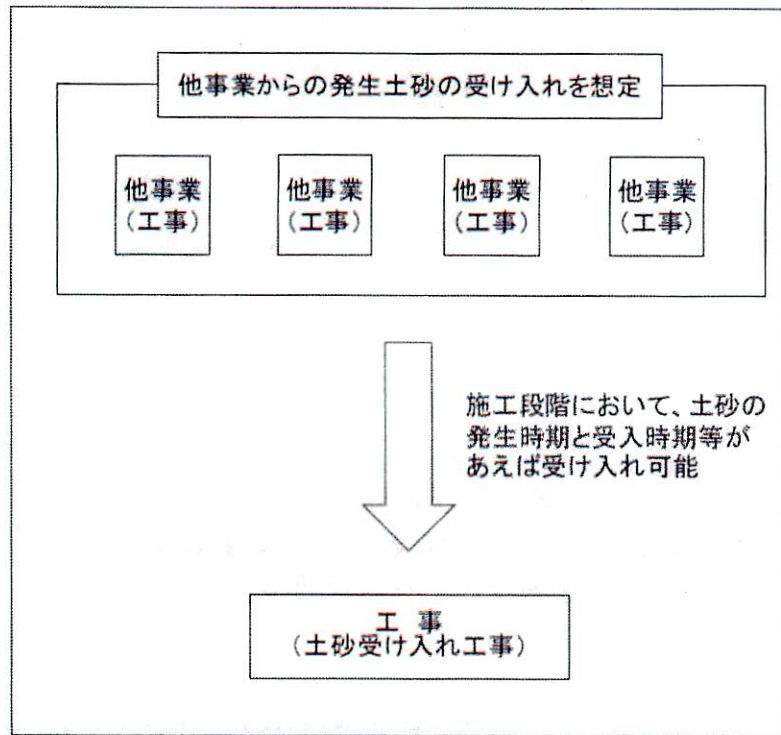 他事業からの発生土砂の受け入れを想定
他事業
(工事)
他事業
(工事)
他事業
(工事)
他事業
(工事)
施工段階において、土砂の
発生時期と受入時期等が
あえば受け入れ可能
工 事
(土砂受け入れ工事)